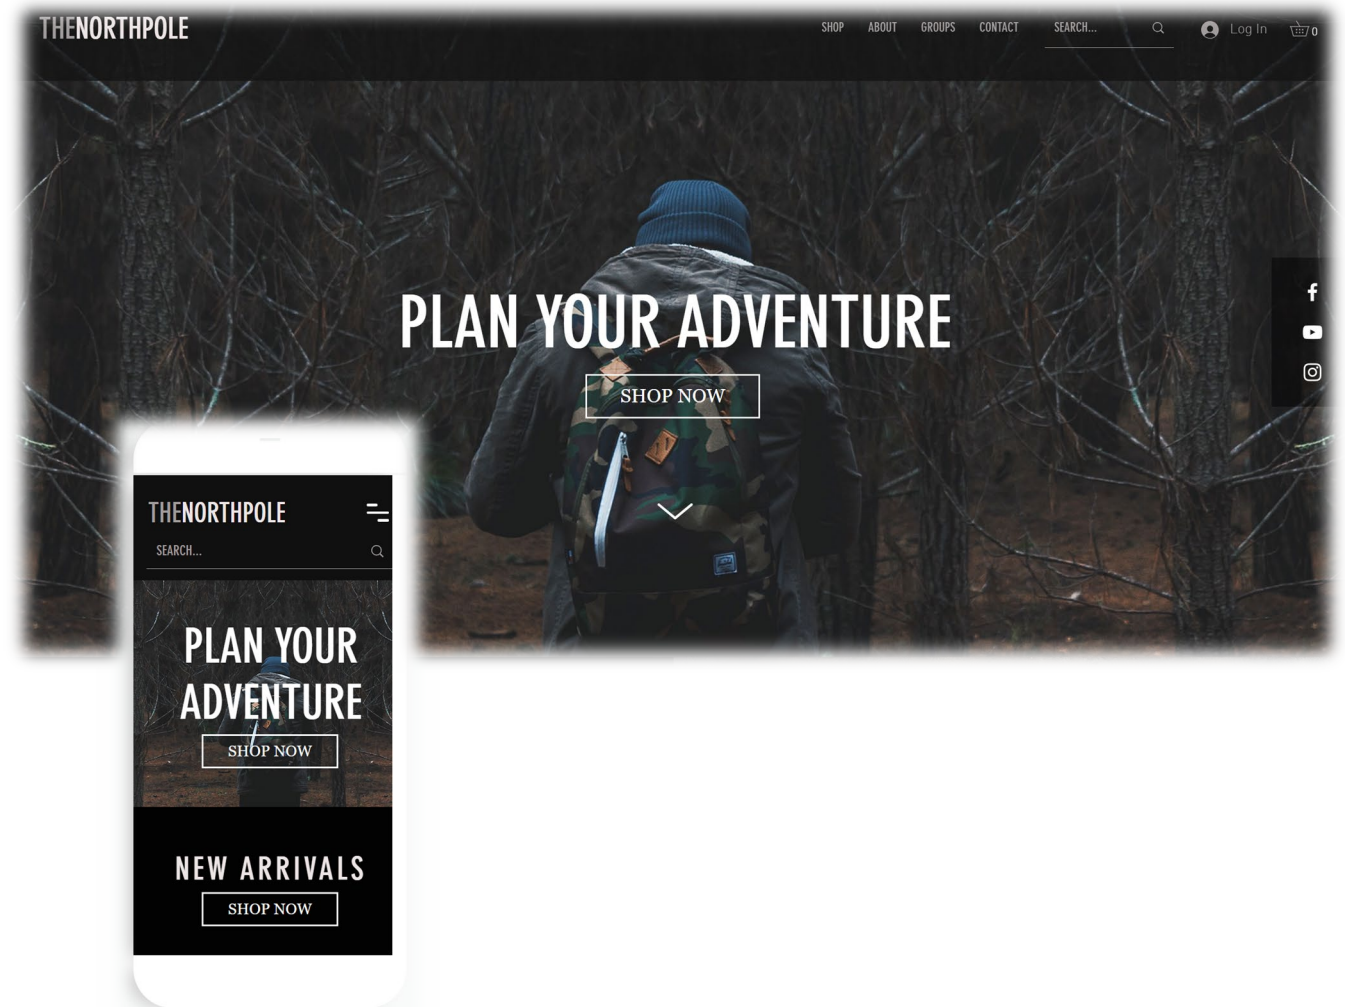 THENORTHPOLE
SHOP ABOUT GROUPS CONTACT SEARCH... Log In 0
PLAN YOUR ADVENTURE
SHOP NOW
THENORTHPOLE
SEARCH...
PLAN YOUR
ADVENTURE
SHOP NOW
NEW ARRIVALS
SHOP NOW